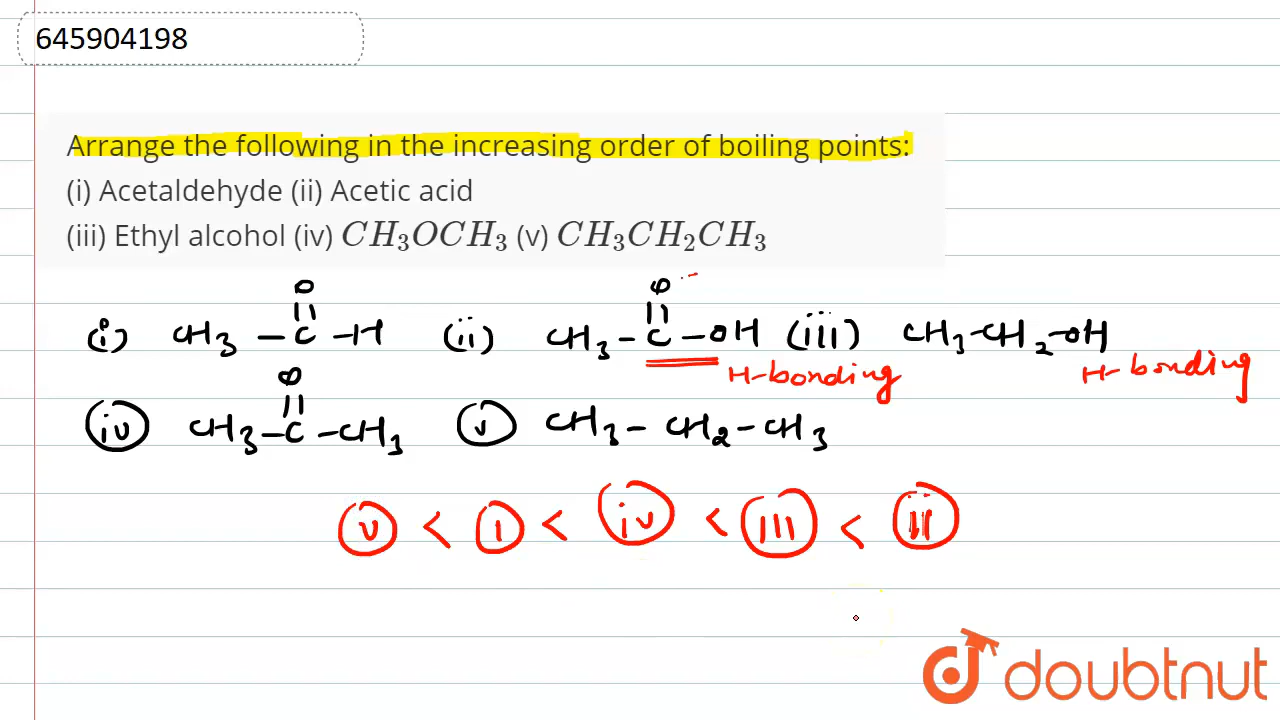 645904198
Arrange the following in the increasing order of boiling points:
(i) Acetaldehyde (ii) Acetic acid
(iii) Ethyl alcohol (iv) CH₃OCH₃ (v) CH₃CH₂CH₃
O O
(i) CH₃ – C – H (ii) CH₃ – C – OH (iii) CH₃–CH₂–OH
H-bonding H-bonding
O
(iv) CH₃–C–CH₃ (v) CH₃– CH₂–CH₃
(v) < (i) < (iv) < (iii) < (ii)
doubtnut